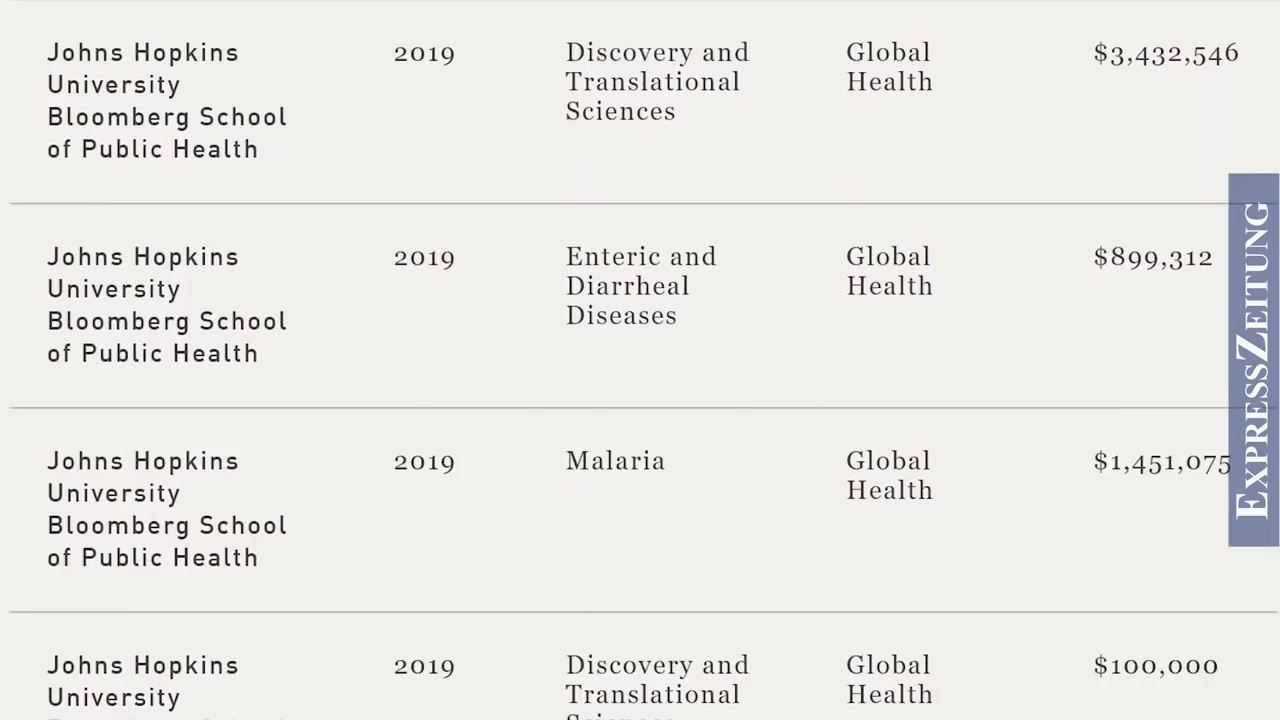 Johns Hopkins
University
Bloomberg School
of Public Health
2019
Discovery and
Translational
Sciences
Global
Health
$3,432,546
Johns Hopkins
University
Bloomberg School
of Public Health
2019
Enteric and
Diarrheal
Diseases
Global
Health
$899,312
Johns Hopkins
University
Bloomberg School
of Public Health
2019
Malaria
Global
Health
$1,451,075
Johns Hopkins
University
2019
Discovery and
Translational
Global
Health
$100,000
EXPRESSZEITUNG